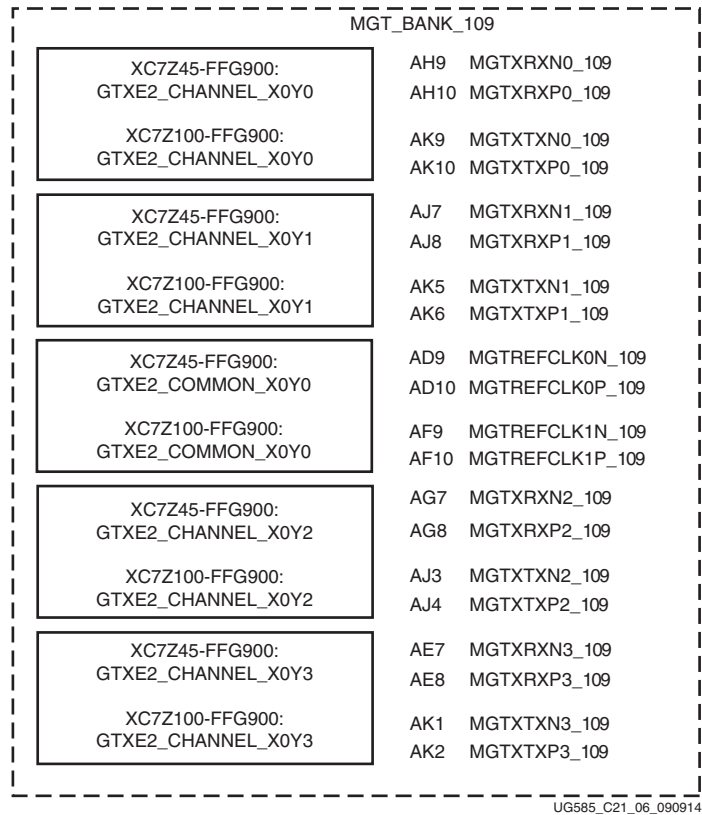 MGT_BANK_109
XC7Z45-FFG900:
GTXE2_CHANNEL_X0Y0
XC7Z100-FFG900:
GTXE2_CHANNEL_X0Y0
AH9 MGTXRXN0_109
AH10 MGTXRXP0_109
AK9 MGTXTXN0_109
AK10 MGTXTXP0_109
XC7Z45-FFG900:
GTXE2_CHANNEL_X0Y1
XC7Z100-FFG900:
GTXE2_CHANNEL_X0Y1
AJ7 MGTXRXN1_109
AJ8 MGTXRXP1_109
AK5 MGTXTXN1_109
AK6 MGTXTXP1_109
XC7Z45-FFG900:
GTXE2_COMMON_X0Y0
XC7Z100-FFG900:
GTXE2_COMMON_X0Y0
AD9 MGTREFCLK0N_109
AD10 MGTREFCLK0P_109
AF9 MGTREFCLK1N_109
AF10 MGTREFCLK1P_109
XC7Z45-FFG900:
GTXE2_CHANNEL_X0Y2
XC7Z100-FFG900:
GTXE2_CHANNEL_X0Y2
AG7 MGTXRXN2_109
AG8 MGTXRXP2_109
AJ3 MGTXTXN2_109
AJ4 MGTXTXP2_109
XC7Z45-FFG900:
GTXE2_CHANNEL_X0Y3
XC7Z100-FFG900:
GTXE2_CHANNEL_X0Y3
AE7 MGTXRXN3_109
AE8 MGTXRXP3_109
AK1 MGTXTXN3_109
AK2 MGTXTXP3_109
UG585_C21_06_090914